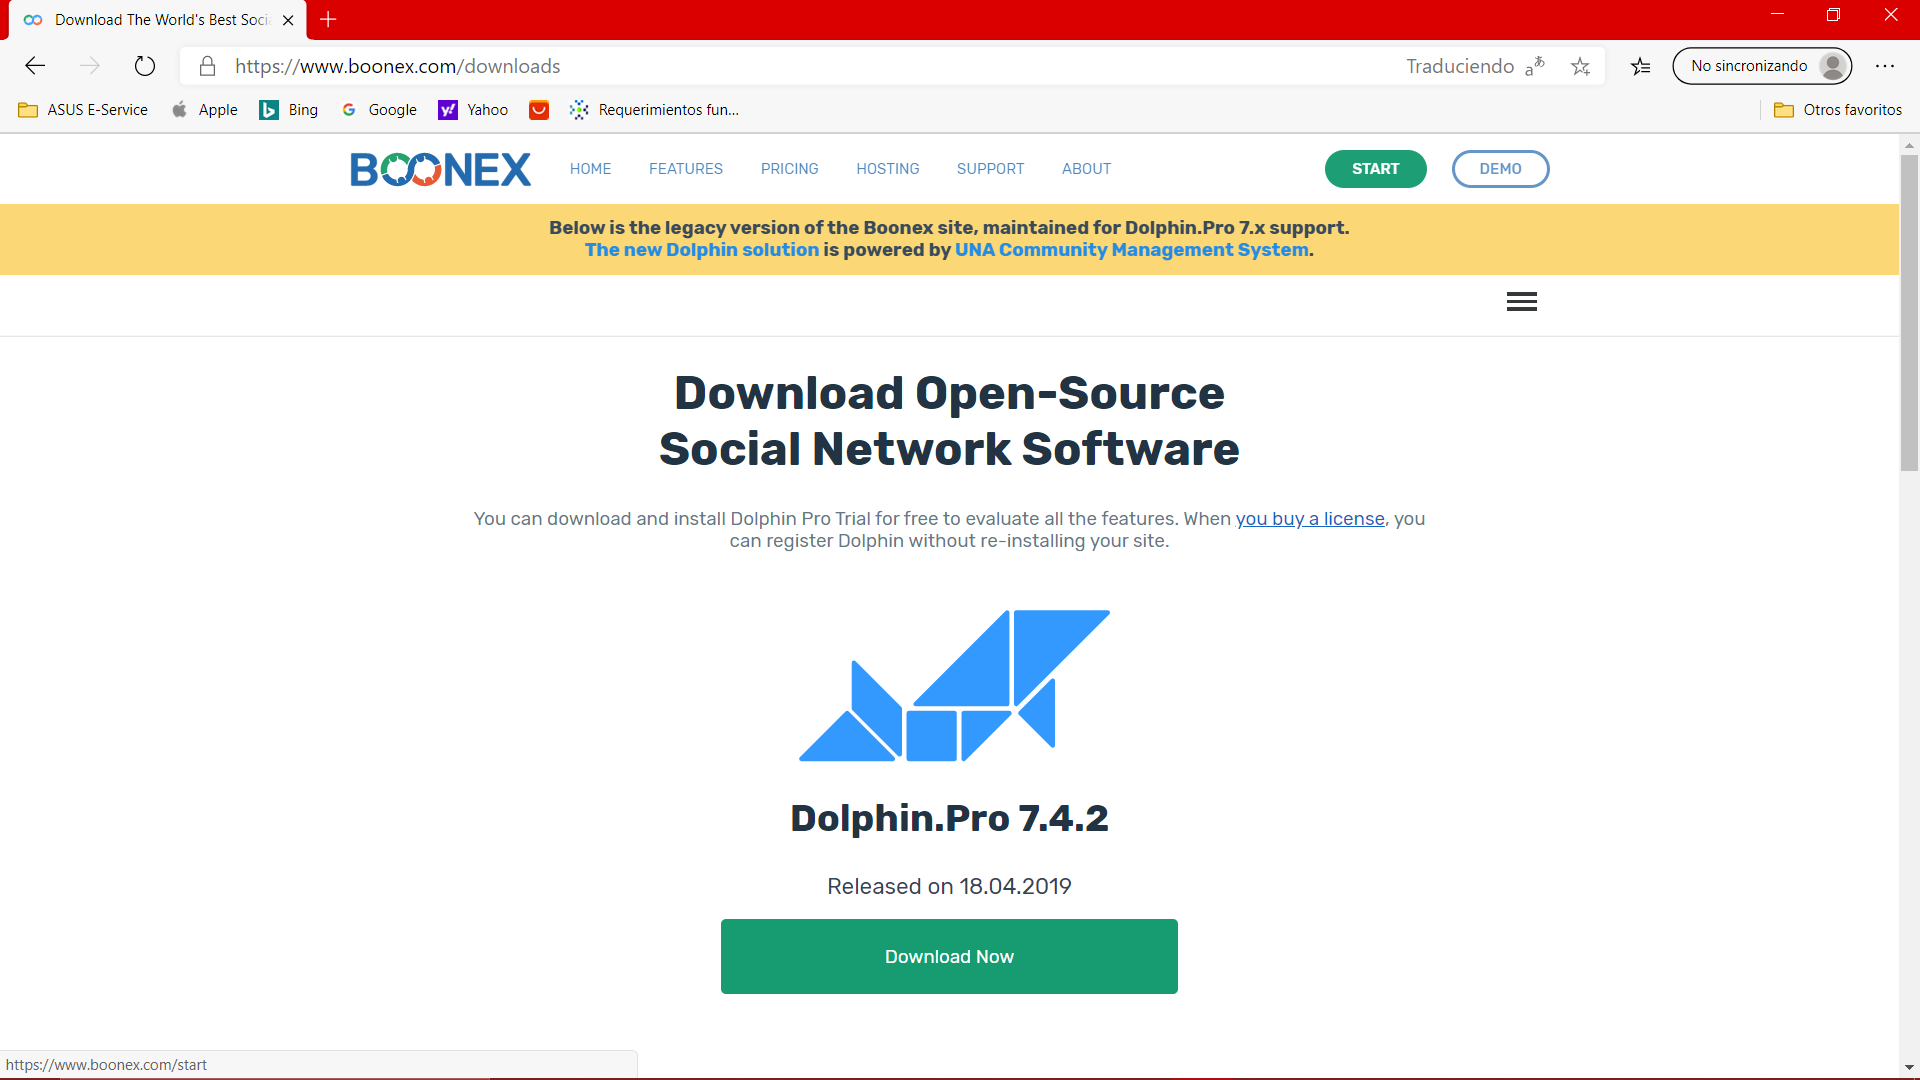 Download The World's Best Soci
https://www.boonex.com/downloads
Traduciendo
No sincronizando
ASUS E-Service
Apple
Bing
Google
Yahoo
Requerimientos fun...
Otros favoritos
BOONEX
HOME
FEATURES
PRICING
HOSTING
SUPPORT
ABOUT
START
DEMO
Below is the legacy version of the Boonex site, maintained for Dolphin.Pro 7.x support.
The new Dolphin solution is powered by UNA Community Management System.
Download Open-Source
Social Network Software
You can download and install Dolphin Pro Trial for free to evaluate all the features. When you buy a license, you
can register Dolphin without re-installing your site.
Dolphin.Pro 7.4.2
Released on 18.04.2019
Download Now
https://www.boonex.com/start